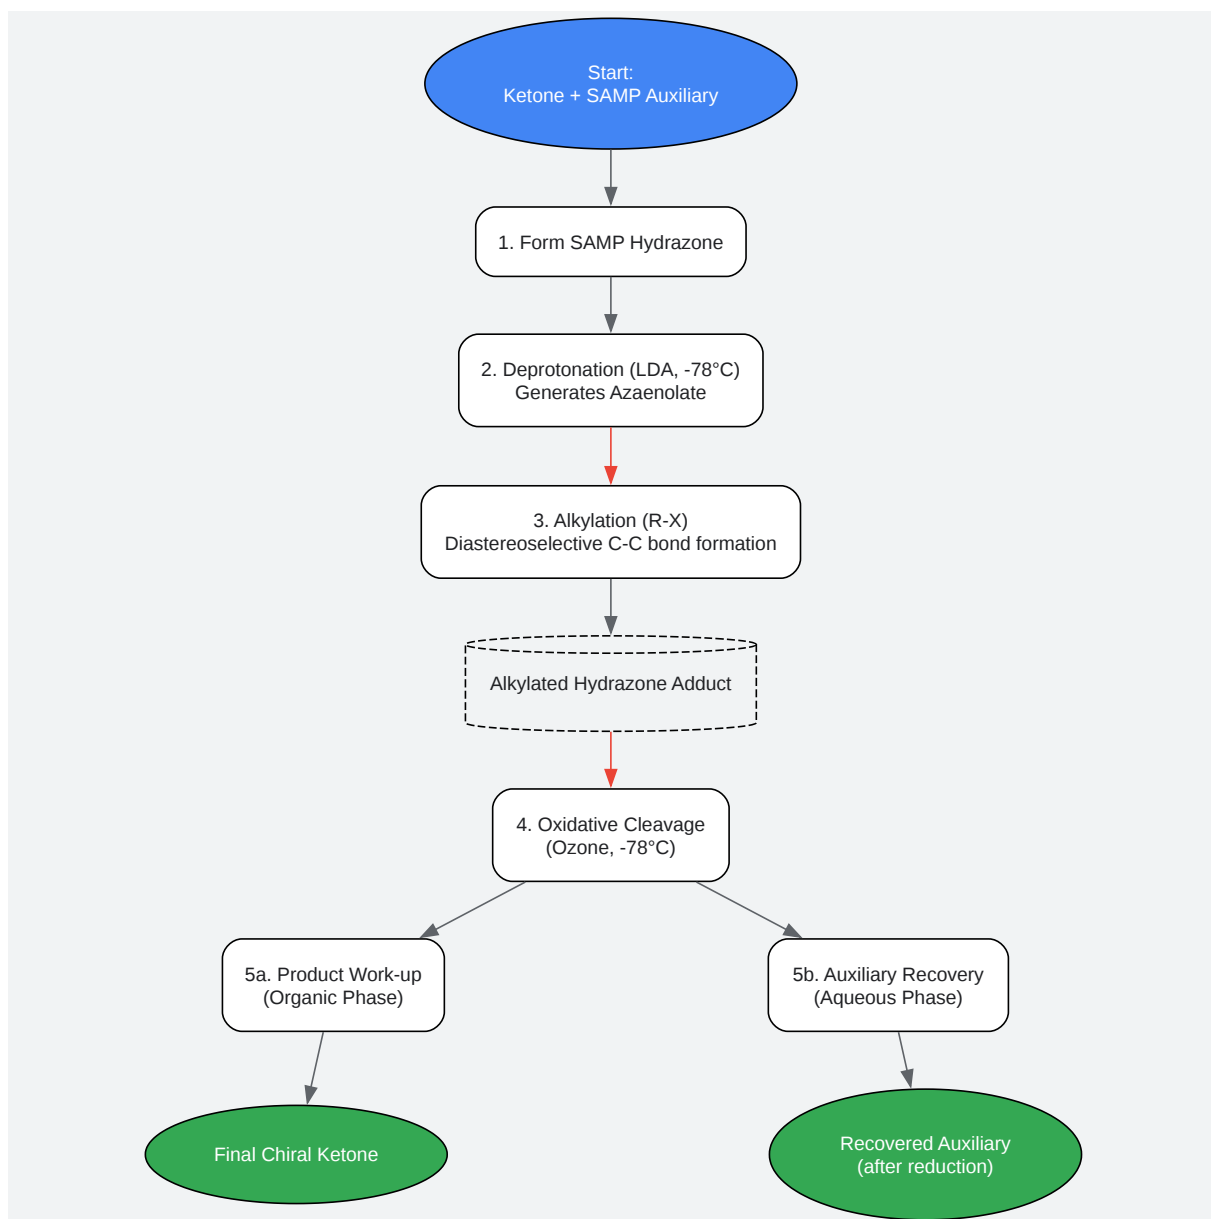 Start:
Ketone + SAMP Auxiliary
1. Form SAMP Hydrazone
2. Deprotonation (LDA, -78°C)
Generates Azaenolate
3. Alkylation (R-X)
Diastereoselective C-C bond formation
Alkylated Hydrazone Adduct
4. Oxidative Cleavage
(Ozone, -78°C)
5a. Product Work-up
(Organic Phase)
5b. Auxiliary Recovery
(Aqueous Phase)
Final Chiral Ketone
Recovered Auxiliary
(after reduction)